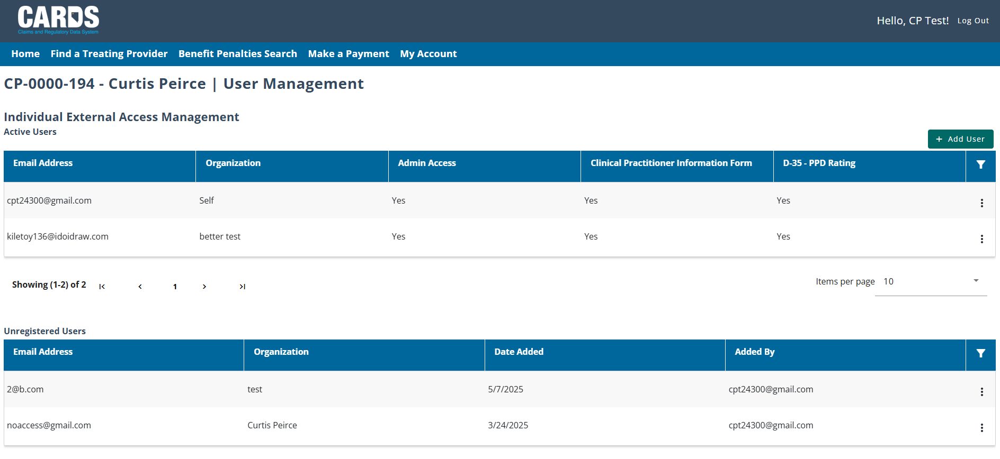 CARDS
Claims and Regulatory Data System
Hello, CP Test! Log Out
Home Find a Treating Provider Benefit Penalties Search Make a Payment My Account
CP-0000-194 - Curtis Peirce | User Management
Individual External Access Management
Active Users
+ Add User
Email Address Organization Admin Access Clinical Practitioner Information Form D-35 - PPD Rating
cpt24300@gmail.com Self Yes Yes Yes
kiletoy136@idoidraw.com better test Yes Yes Yes
Showing (1-2) of 2 1 Items per page 10
Unregistered Users
Email Address Organization Date Added Added By
2@b.com test 5/7/2025 cpt24300@gmail.com
noaccess@gmail.com Curtis Peirce 3/24/2025 cpt24300@gmail.com